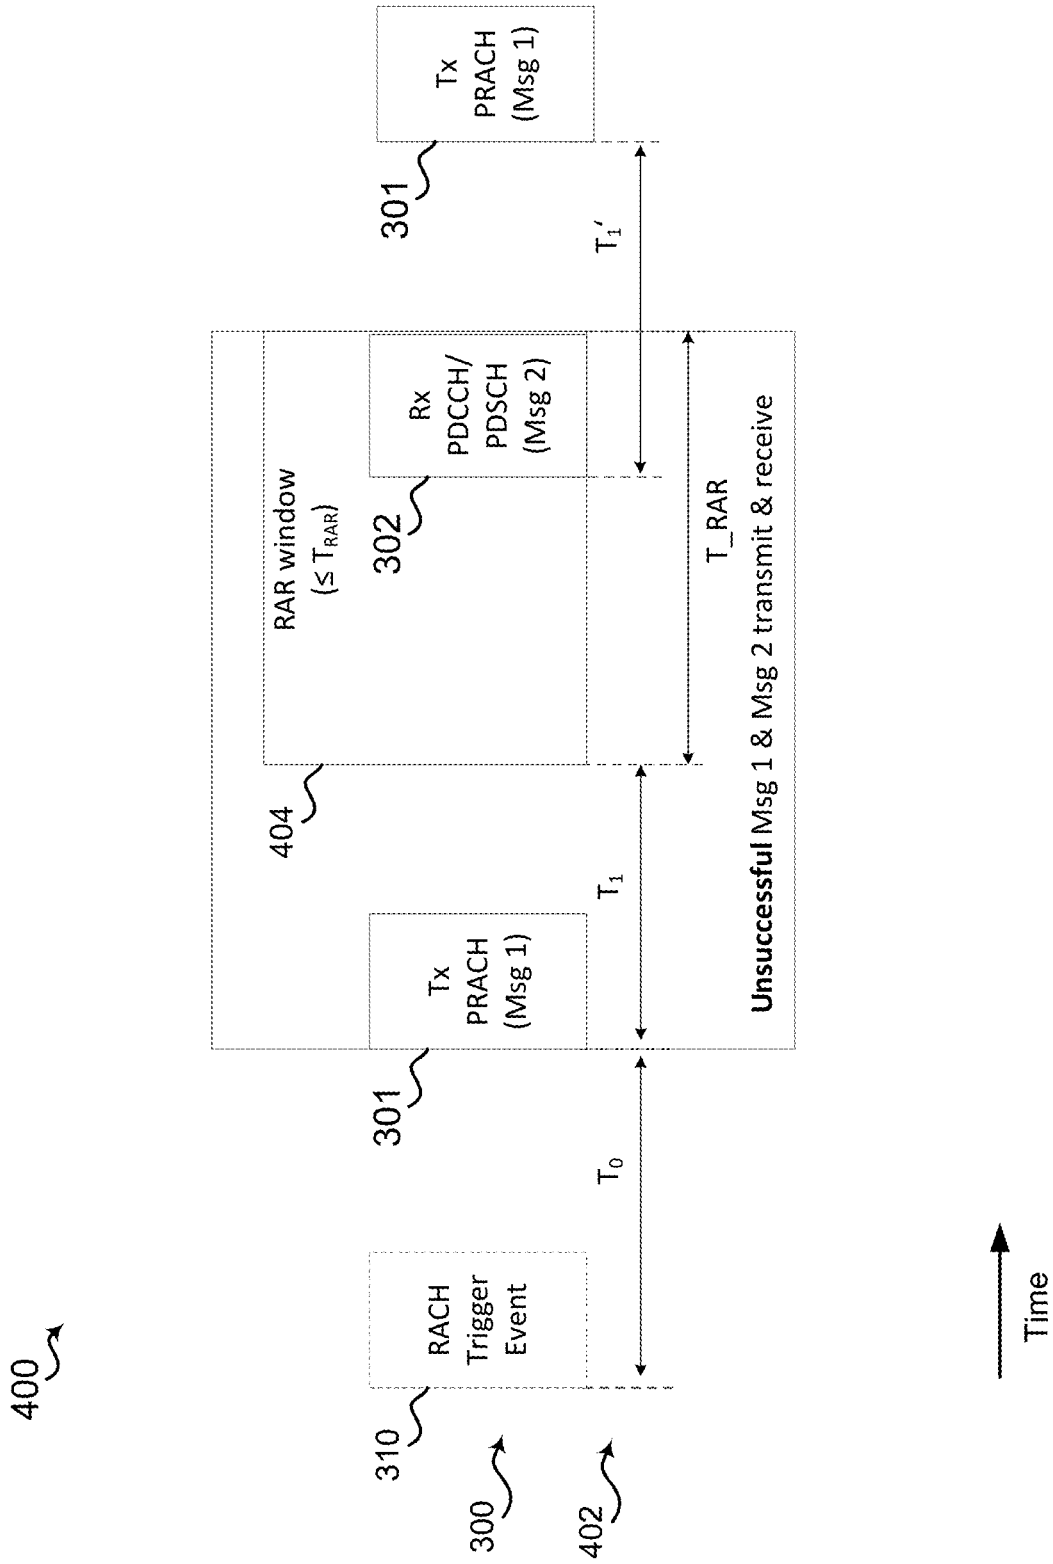 400
310
RACH
Trigger
Event
300
402
T₀
301
Tx
PRACH
(Msg 1)
T₁
404
RAR window
(≤ T_RAR)
302
Rx
PDCCH/
PDSCH
(Msg 2)
T_RAR
Unsuccessful Msg 1 & Msg 2 transmit & receive
T₁′
301
Tx
PRACH
(Msg 1)
Time